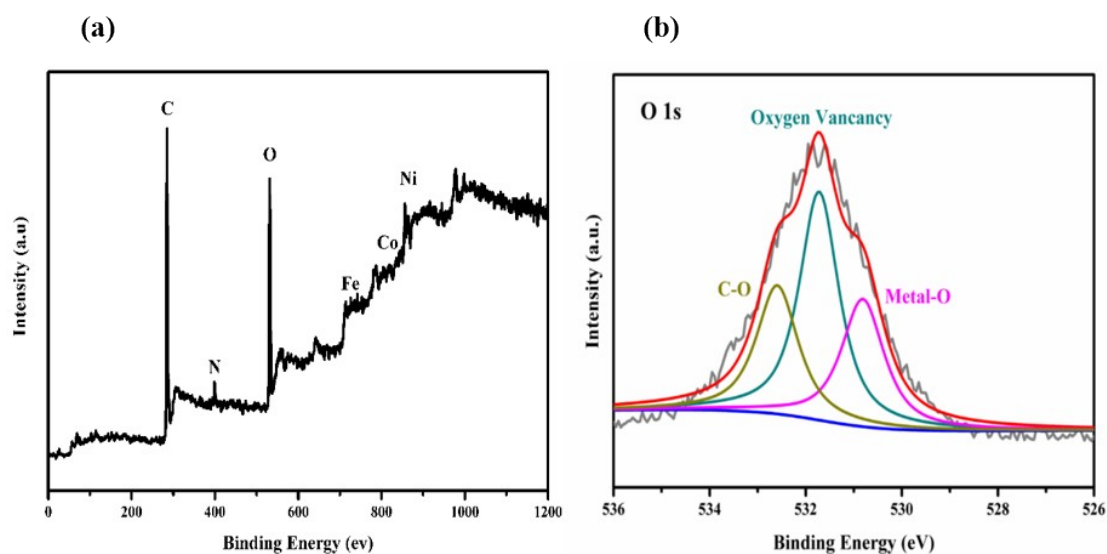 (a)
(b)
C
O
N
Fe
Co
Ni
Intensity (a.u)
0 200 400 600 800 1000 1200
Binding Energy (ev)
O 1s
Oxygen Vancancy
C-O
Metal-O
Intensity (a.u.)
536 534 532 530 528 526
Binding Energy (eV)